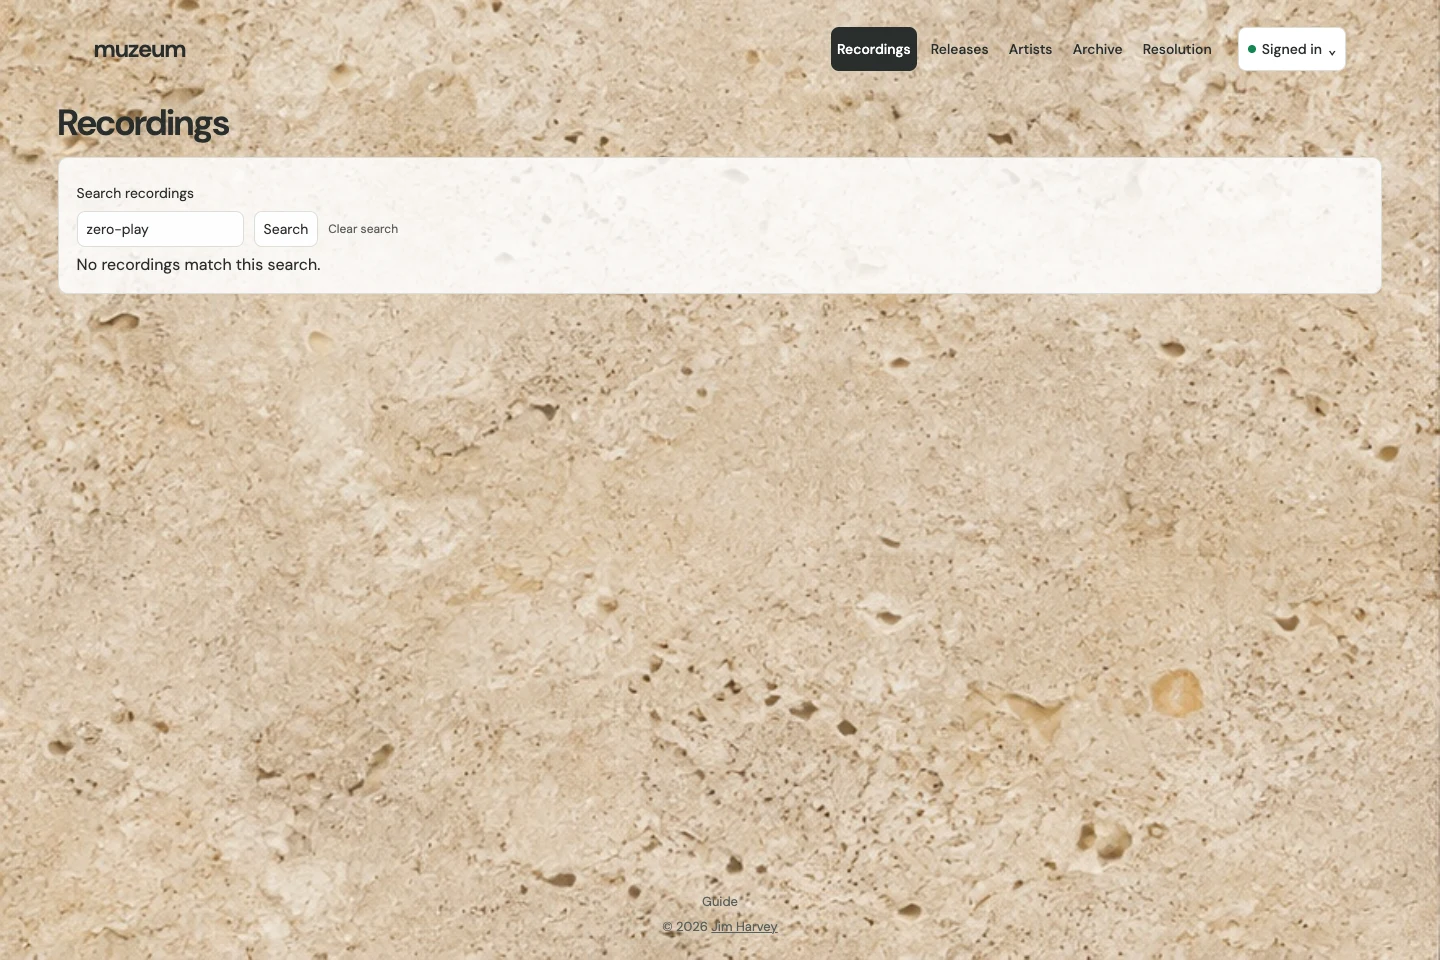 muzeum
Recordings Releases Artists Archive Resolution Signed in
Recordings
Search recordings
zero-play Search Clear search
No recordings match this search.
Guide
© 2026 Jim Harvey